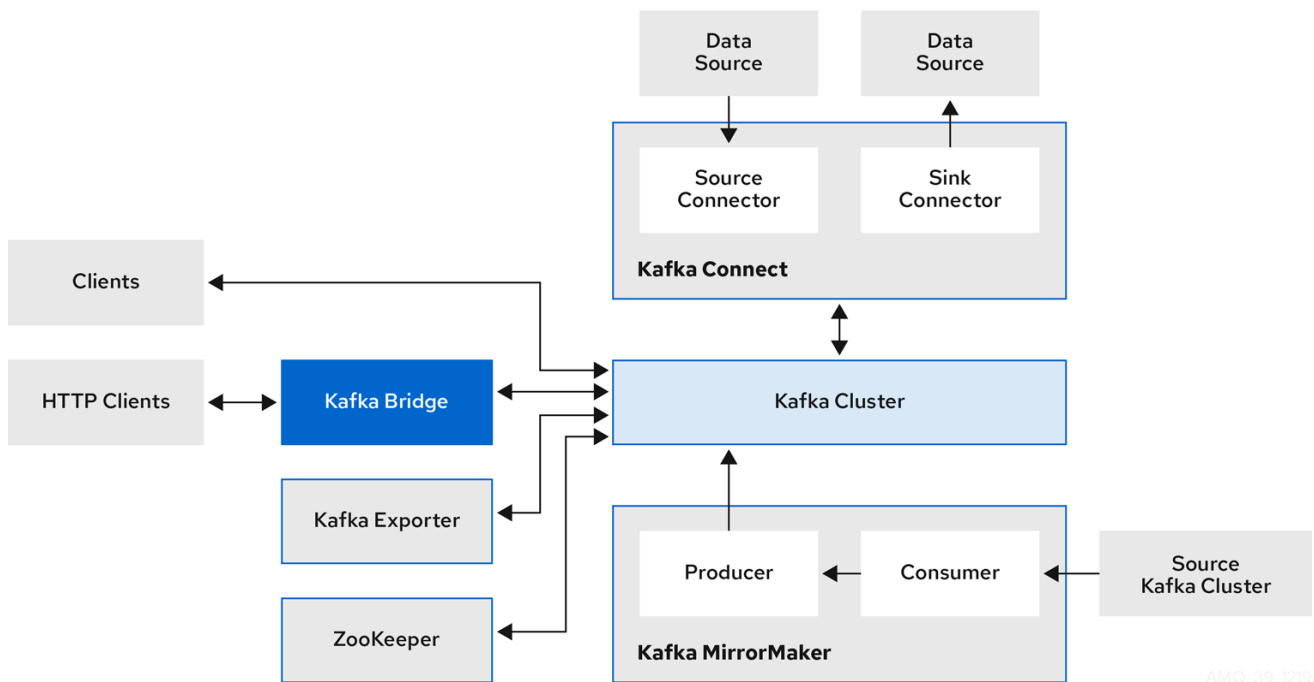 Data
Source
Data
Source
Source
Connector
Sink
Connector
Kafka Connect
Clients
HTTP Clients
Kafka Bridge
Kafka Cluster
Kafka Exporter
Producer
Consumer
Source
Kafka Cluster
ZooKeeper
Kafka MirrorMaker
AMQ_39_1219